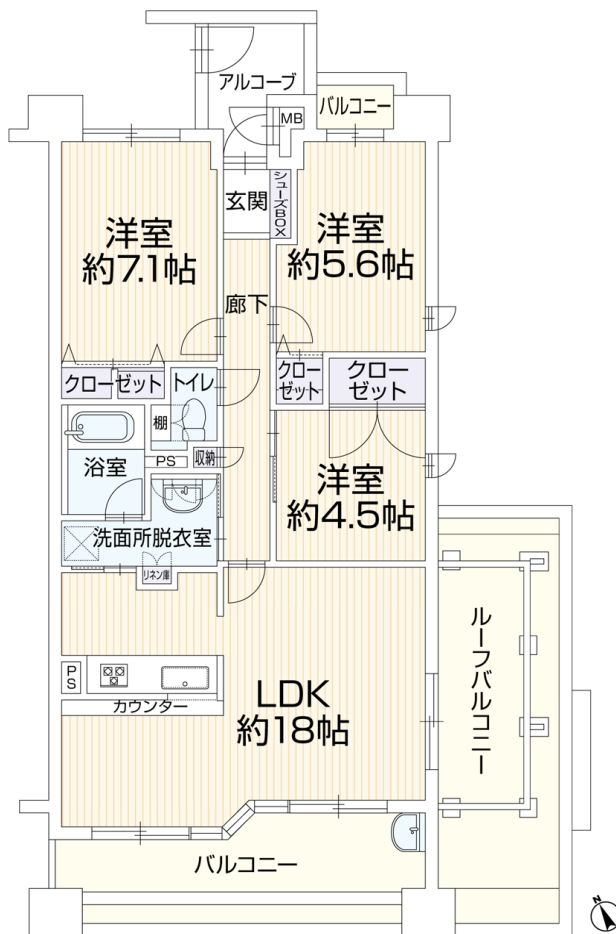 アルコーブ
バルコニー
MB
玄関
シューズBOX
洋室
約7.1帖
洋室
約5.6帖
廊下
クローゼット
トイレ
クロー
ゼット
クロー
ゼット
棚
浴室
PS
収納
洋室
約4.5帖
洗面所脱衣室
リネン庫
PS
カウンター
LDK
約18帖
ルーフバルコニー
バルコニー
N